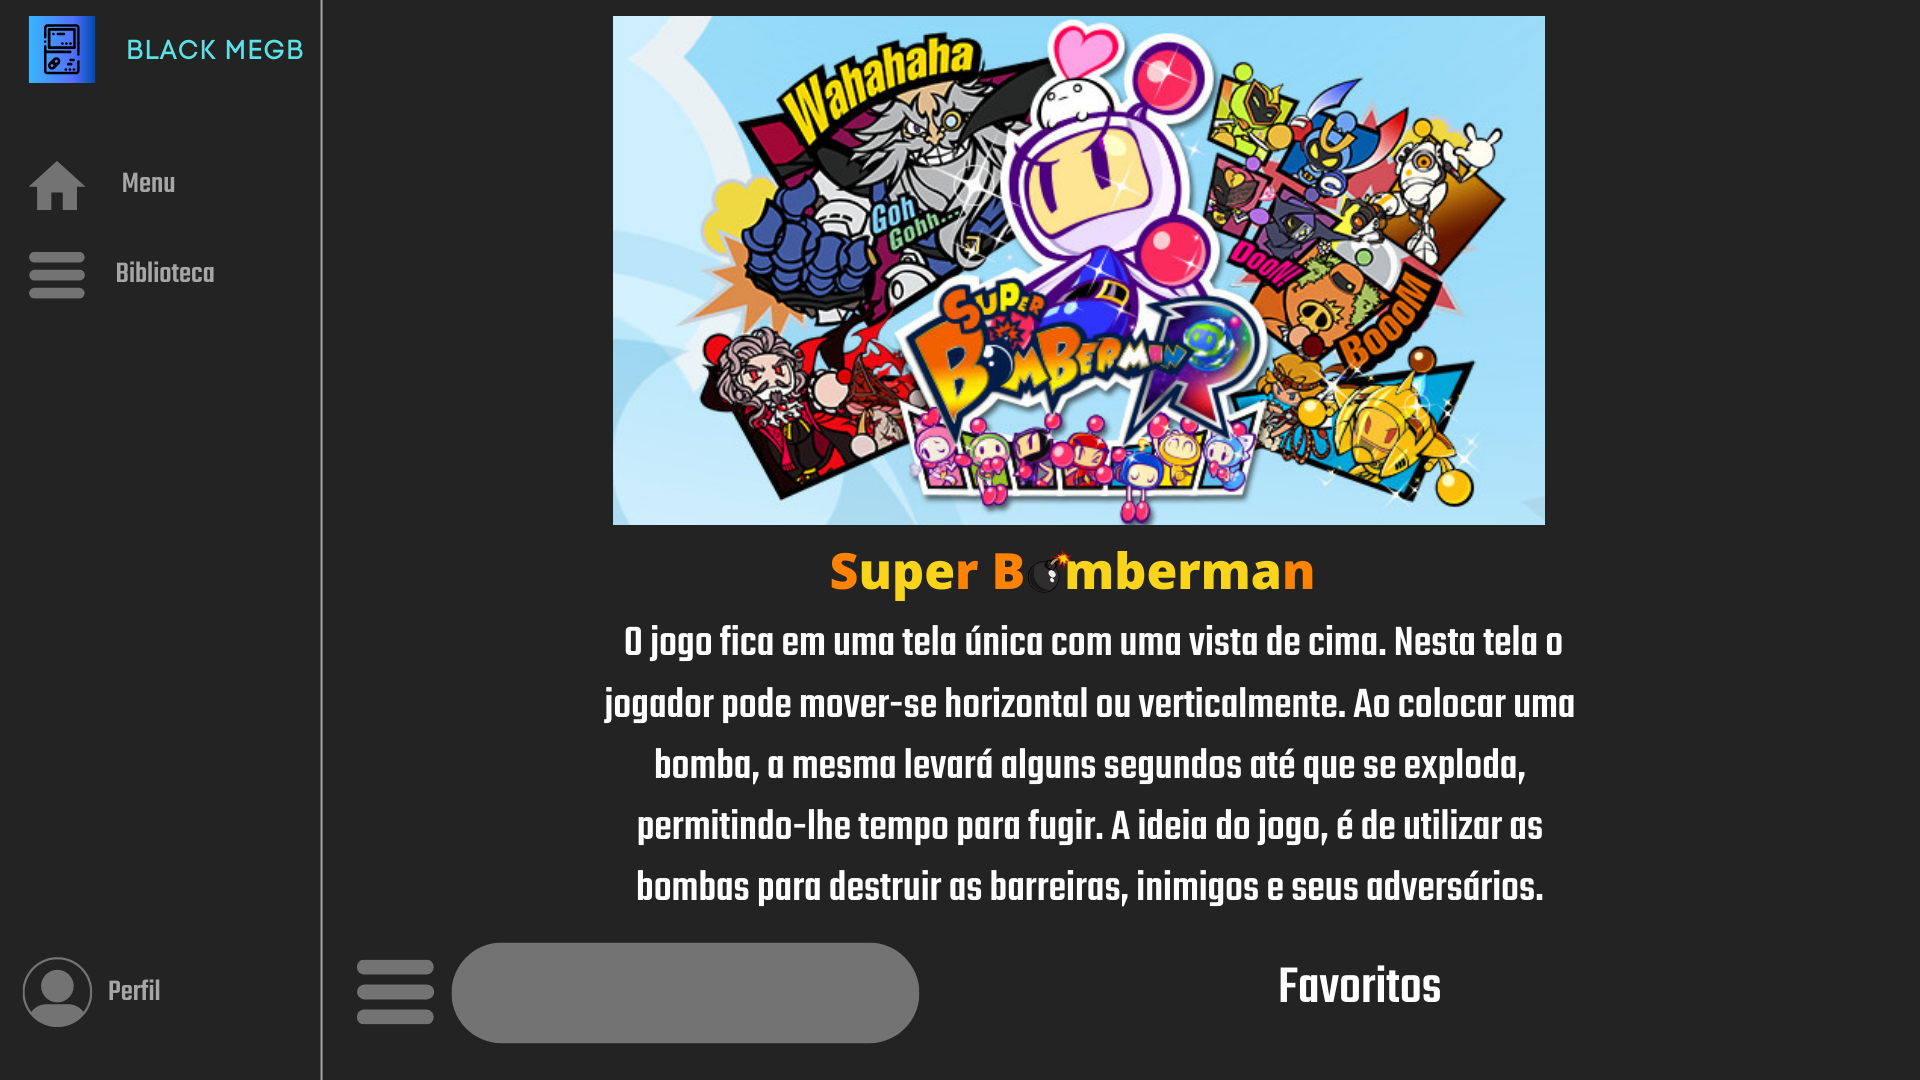 BLACK MEGB
Menu
Biblioteca
Wahahaha
Goh
Gohh...
DOOM
BOOOM
SUPER
BOMBERMAN R
Super Bomberman
O jogo fica em uma tela única com uma vista de cima. Nesta tela o
jogador pode mover-se horizontal ou verticalmente. Ao colocar uma
bomba, a mesma levará alguns segundos até que se exploda,
permitindo-lhe tempo para fugir. A ideia do jogo, é de utilizar as
bombas para destruir as barreiras, inimigos e seus adversários.
Perfil
Favoritos